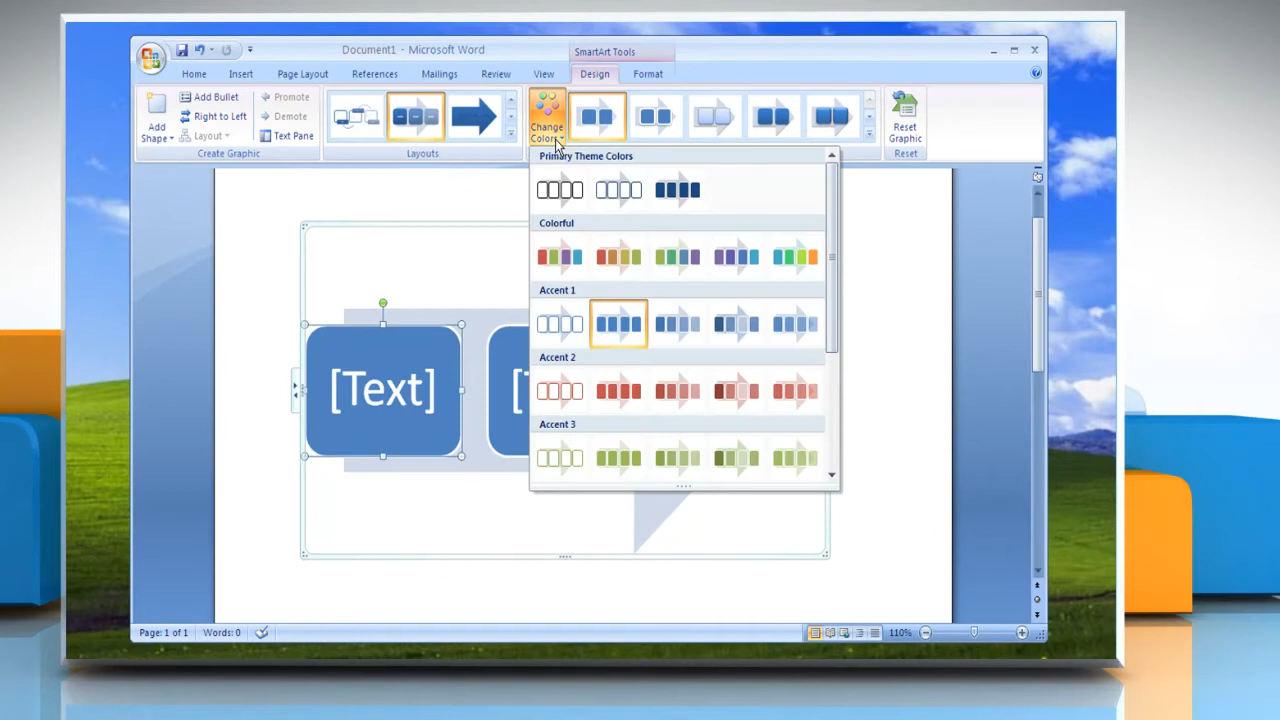 Document1 - Microsoft Word
SmartArt Tools
Home Insert Page Layout References Mailings Review View Design Format
Add Shape
Add Bullet
Right to Left
Layout
Promote
Demote
Text Pane
Create Graphic
Layouts
Change Colors
Reset Graphic
Reset
Primary Theme Colors
Colorful
Accent 1
Accent 2
Accent 3
[Text]
[T
Page: 1 of 1 Words: 0 110%